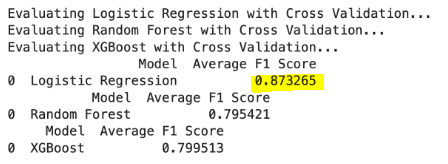 Evaluating Logistic Regression with Cross Validation...
Evaluating Random Forest with Cross Validation...
Evaluating XGBoost with Cross Validation...
Model Average F1 Score
0 Logistic Regression 0.873265
Model Average F1 Score
0 Random Forest 0.795421
Model Average F1 Score
0 XGBoost 0.799513